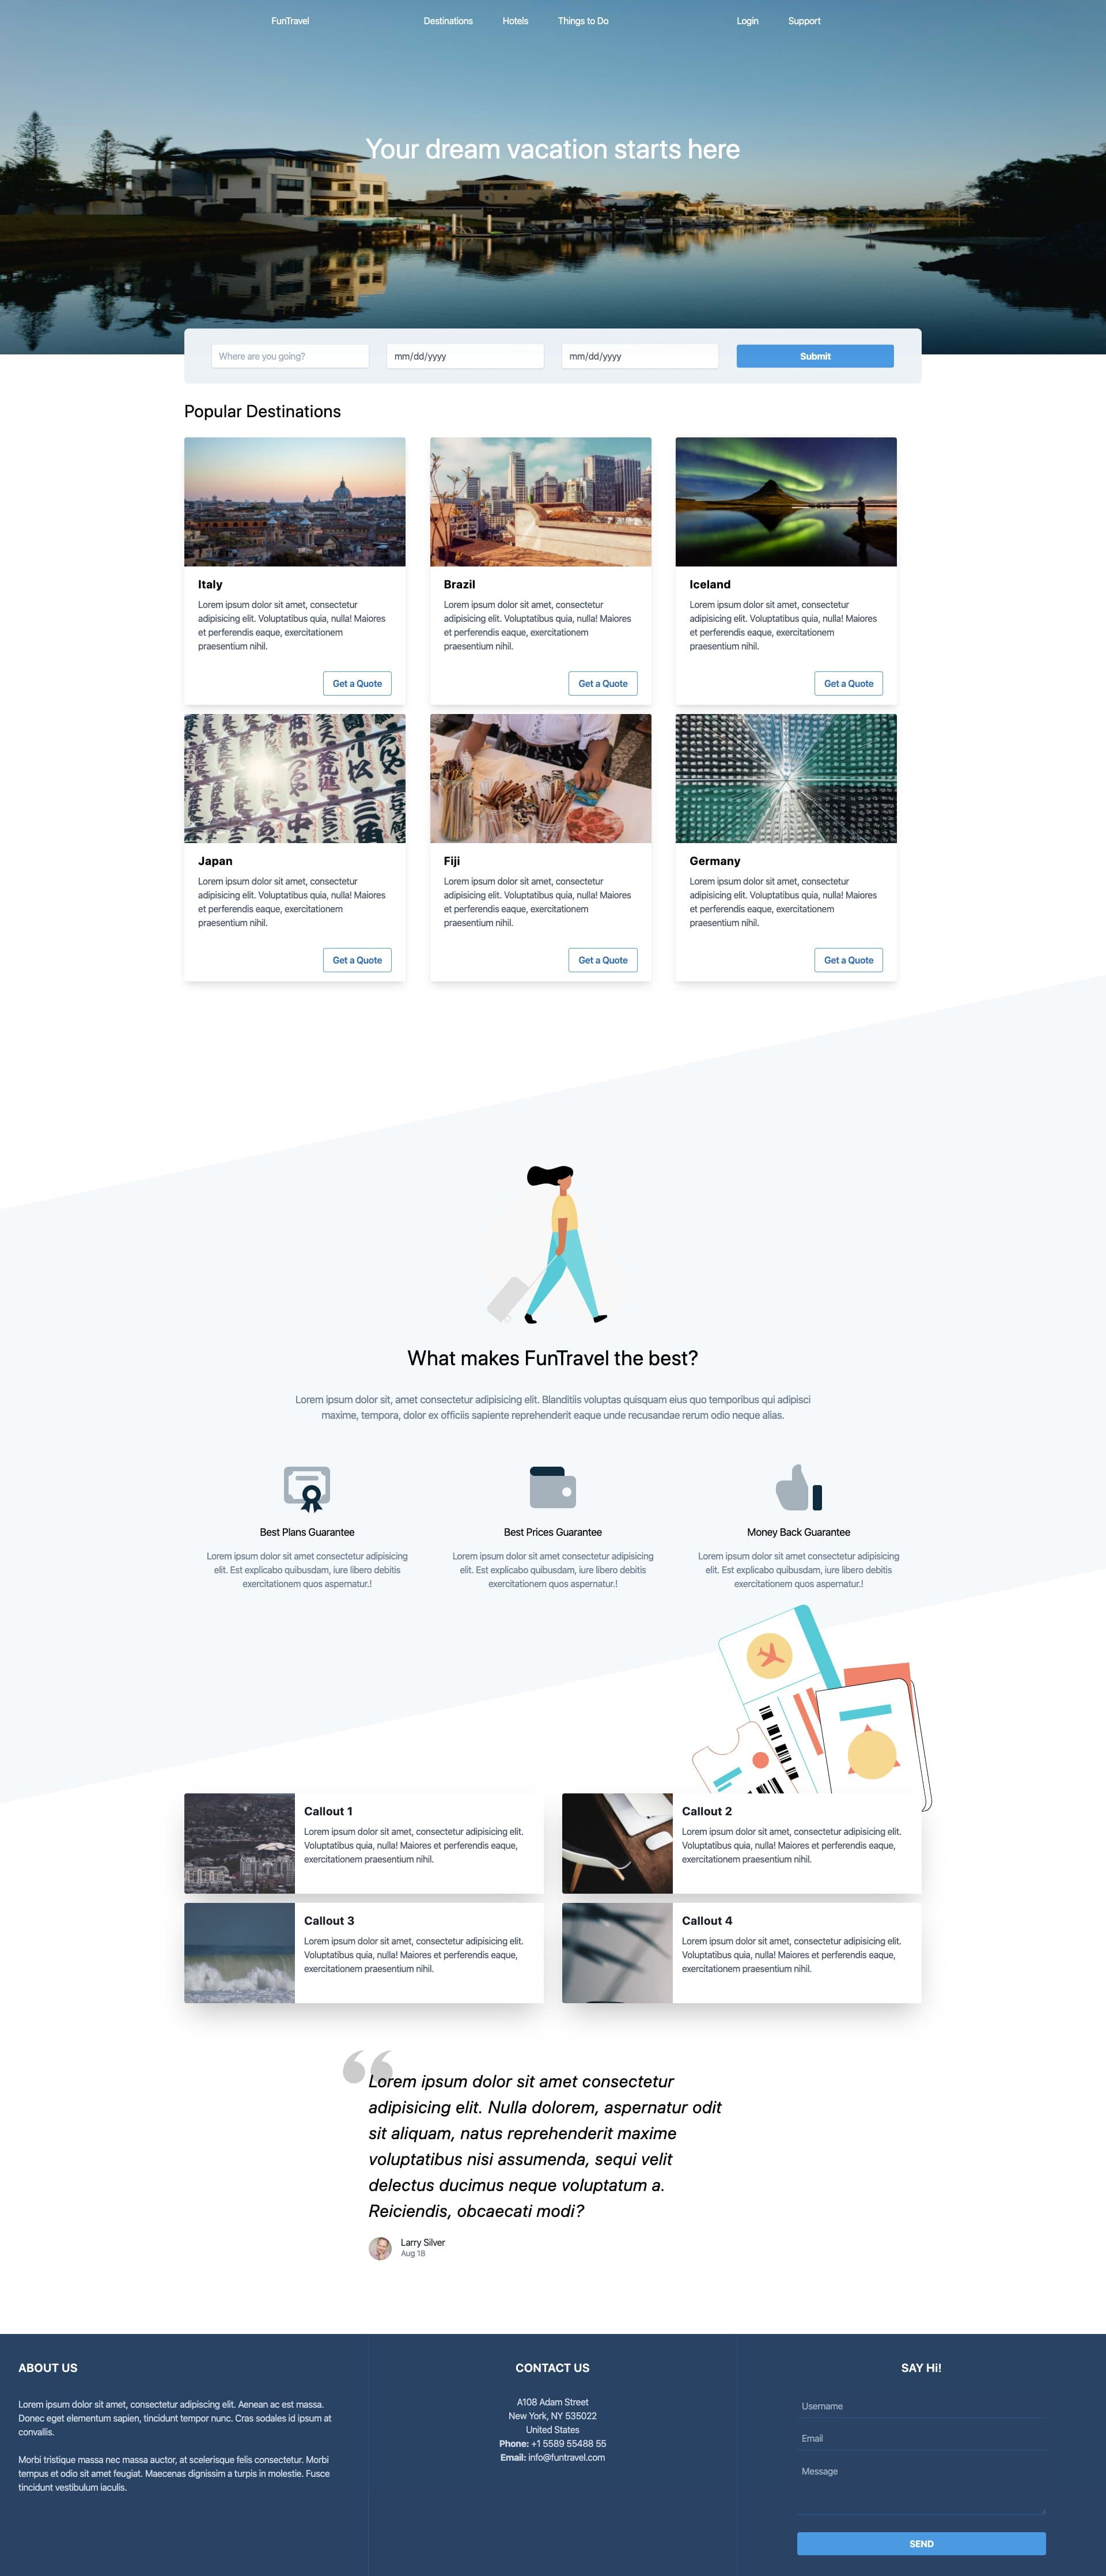 FunTravel Destinations Hotels Things to Do Login Support
Your dream vacation starts here
Where are you going? mm/dd/yyyy mm/dd/yyyy Submit
Popular Destinations
Italy
Lorem ipsum dolor sit amet, consectetur
adipisicing elit. Voluptatibus quia, nulla! Maiores
et perferendis eaque, exercitationem
praesentium nihil.
Get a Quote
Brazil
Lorem ipsum dolor sit amet, consectetur
adipisicing elit. Voluptatibus quia, nulla! Maiores
et perferendis eaque, exercitationem
praesentium nihil.
Get a Quote
Iceland
Lorem ipsum dolor sit amet, consectetur
adipisicing elit. Voluptatibus quia, nulla! Maiores
et perferendis eaque, exercitationem
praesentium nihil.
Get a Quote
Japan
Lorem ipsum dolor sit amet, consectetur
adipisicing elit. Voluptatibus quia, nulla! Maiores
et perferendis eaque, exercitationem
praesentium nihil.
Get a Quote
Fiji
Lorem ipsum dolor sit amet, consectetur
adipisicing elit. Voluptatibus quia, nulla! Maiores
et perferendis eaque, exercitationem
praesentium nihil.
Get a Quote
Germany
Lorem ipsum dolor sit amet, consectetur
adipisicing elit. Voluptatibus quia, nulla! Maiores
et perferendis eaque, exercitationem
praesentium nihil.
Get a Quote
What makes FunTravel the best?
Lorem ipsum dolor sit, amet consectetur adipisicing elit. Blanditiis voluptas quisquam eius quo temporibus qui adipisci
maxime, tempora, dolor ex officiis sapiente reprehenderit eaque unde recusandae rerum odio neque alias.
Best Plans Guarantee
Lorem ipsum dolor sit amet consectetur adipisicing
elit. Est explicabo quibusdam, iure libero debitis
exercitationem quos aspernatur.!
Best Prices Guarantee
Lorem ipsum dolor sit amet consectetur adipisicing
elit. Est explicabo quibusdam, iure libero debitis
exercitationem quos aspernatur.!
Money Back Guarantee
Lorem ipsum dolor sit amet consectetur adipisicing
elit. Est explicabo quibusdam, iure libero debitis
exercitationem quos aspernatur.!
Callout 1
Lorem ipsum dolor sit amet, consectetur adipisicing elit.
Voluptatibus quia, nulla! Maiores et perferendis eaque,
exercitationem praesentium nihil.
Callout 2
Lorem ipsum dolor sit amet, consectetur adipisicing elit.
Voluptatibus quia, nulla! Maiores et perferendis eaque,
exercitationem praesentium nihil.
Callout 3
Lorem ipsum dolor sit amet, consectetur adipisicing elit.
Voluptatibus quia, nulla! Maiores et perferendis eaque,
exercitationem praesentium nihil.
Callout 4
Lorem ipsum dolor sit amet, consectetur adipisicing elit.
Voluptatibus quia, nulla! Maiores et perferendis eaque,
exercitationem praesentium nihil.
“
Lorem ipsum dolor sit amet consectetur
adipisicing elit. Nulla dolorem, aspernatur odit
sit aliquam, natus reprehenderit maxime
voluptatibus nisi assumenda, sequi velit
delectus ducimus neque voluptatum a.
Reiciendis, obcaecati modi?
Larry Silver
Aug 18
ABOUT US
Lorem ipsum dolor sit amet, consectetur adipiscing elit. Aenean ac est massa.
Donec eget elementum sapien, tincidunt tempor nunc. Cras sodales id ipsum at
convallis.
Morbi tristique massa nec massa auctor, at scelerisque felis consectetur. Morbi
tempus et odio sit amet feugiat. Maecenas dignissim a turpis in molestie. Fusce
tincidunt vestibulum iaculis.
CONTACT US
A108 Adam Street
New York, NY 535022
United States
Phone: +1 5589 55488 55
Email: info@funtravel.com
SAY Hi!
Username
Email
Message
SEND